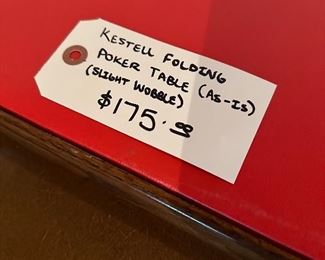 KESTELL FOLDING
POKER TABLE (AS-IS)
(SLIGHT WOBBLE)
$175.00